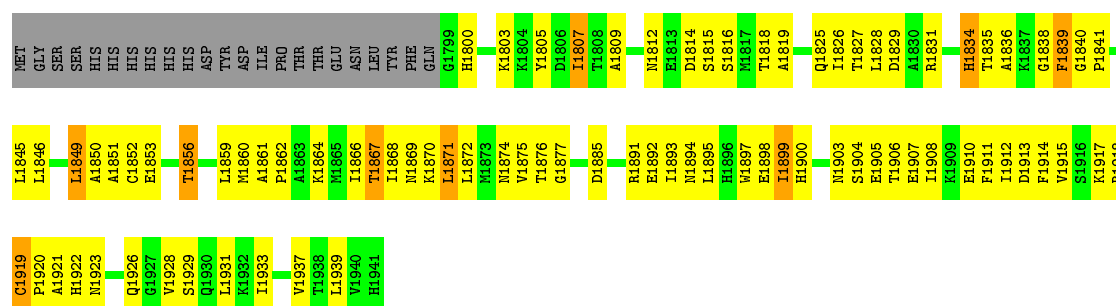 MET GLY SER SER HIS HIS HIS HIS HIS HIS ASP TYR ASP ILE PRO THR THR GLU ASN LEU TYR PHE GLN G1799 H1800 K1803 K1804 Y1805 D1806 I1807 T1808 A1809 N1812 E1813 D1814 S1815 S1816 M1817 T1818 A1819 Q1825 I1826 T1827 L1828 D1829 A1830 R1831 H1834 T1835 A1836 K1837 G1838 F1839 G1840 P1841
L1845 L1846 L1849 A1850 A1851 C1852 E1853 T1856 L1859 M1860 A1861 P1862 A1863 K1864 M1865 I1866 T1867 I1868 N1869 K1870 L1871 L1872 M1873 N1874 V1875 T1876 G1877 D1885 R1891 E1892 I1893 N1894 L1895 H1896 W1897 E1898 I1899 H1900 N1903 S1904 E1905 T1906 E1907 I1908 K1909 E1910 F1911 I1912 D1913 F1914 V1915 S1916 K1917
C1919 P1920 A1921 H1922 N1923 Q1926 G1927 V1928 S1929 Q1930 L1931 K1932 I1933 V1937 T1938 L1939 V1940 H1941